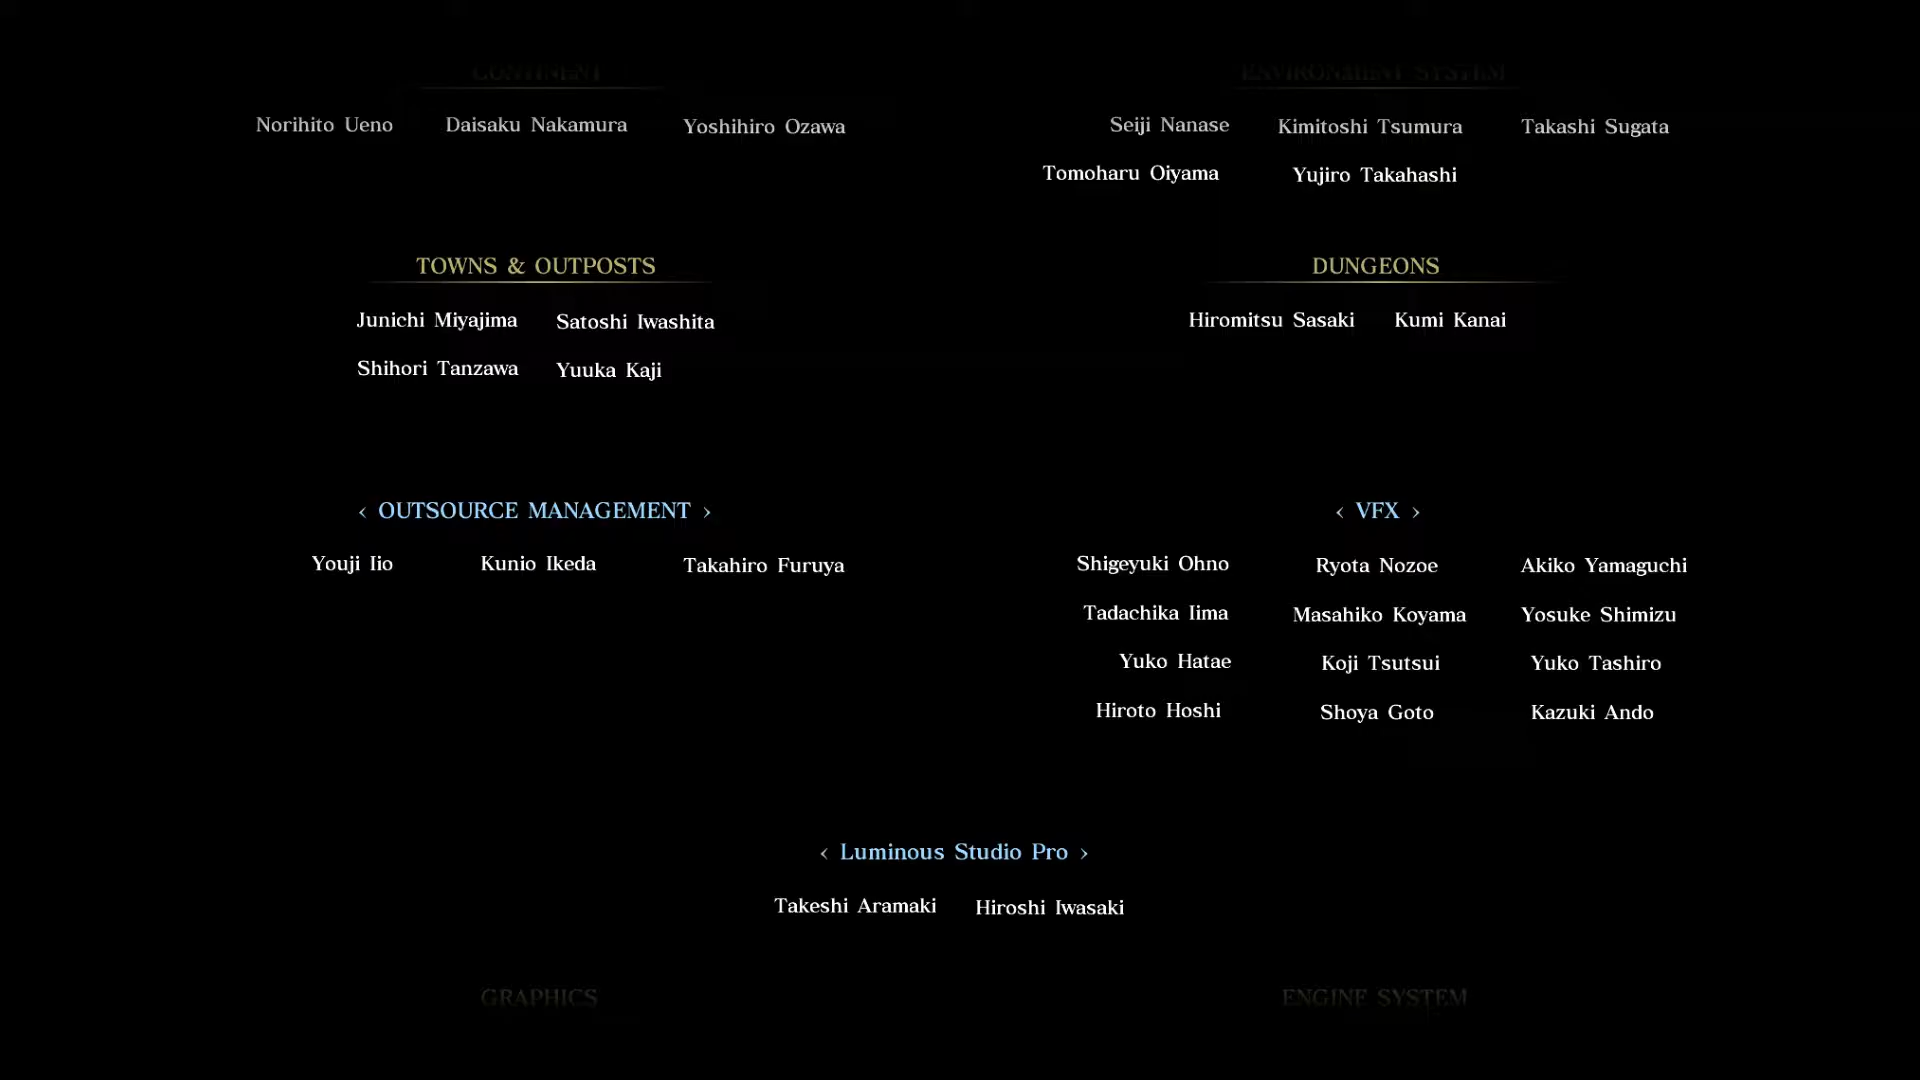 CONTINENT
Norihito Ueno Daisaku Nakamura Yoshihiro Ozawa
ENVIRONMENT SYSTEM
Seiji Nanase Kimitoshi Tsumura Takashi Sugata
Tomoharu Oiyama Yujiro Takahashi
TOWNS & OUTPOSTS
Junichi Miyajima Satoshi Iwashita
Shihori Tanzawa Yuuka Kaji
DUNGEONS
Hiromitsu Sasaki Kumi Kanai
‹ OUTSOURCE MANAGEMENT ›
Youji Iio Kunio Ikeda Takahiro Furuya
‹ VFX ›
Shigeyuki Ohno Ryota Nozoe Akiko Yamaguchi
Tadachika Iima Masahiko Koyama Yosuke Shimizu
Yuko Hatae Koji Tsutsui Yuko Tashiro
Hiroto Hoshi Shoya Goto Kazuki Ando
‹ Luminous Studio Pro ›
Takeshi Aramaki Hiroshi Iwasaki
GRAPHICS
ENGINE SYSTEM